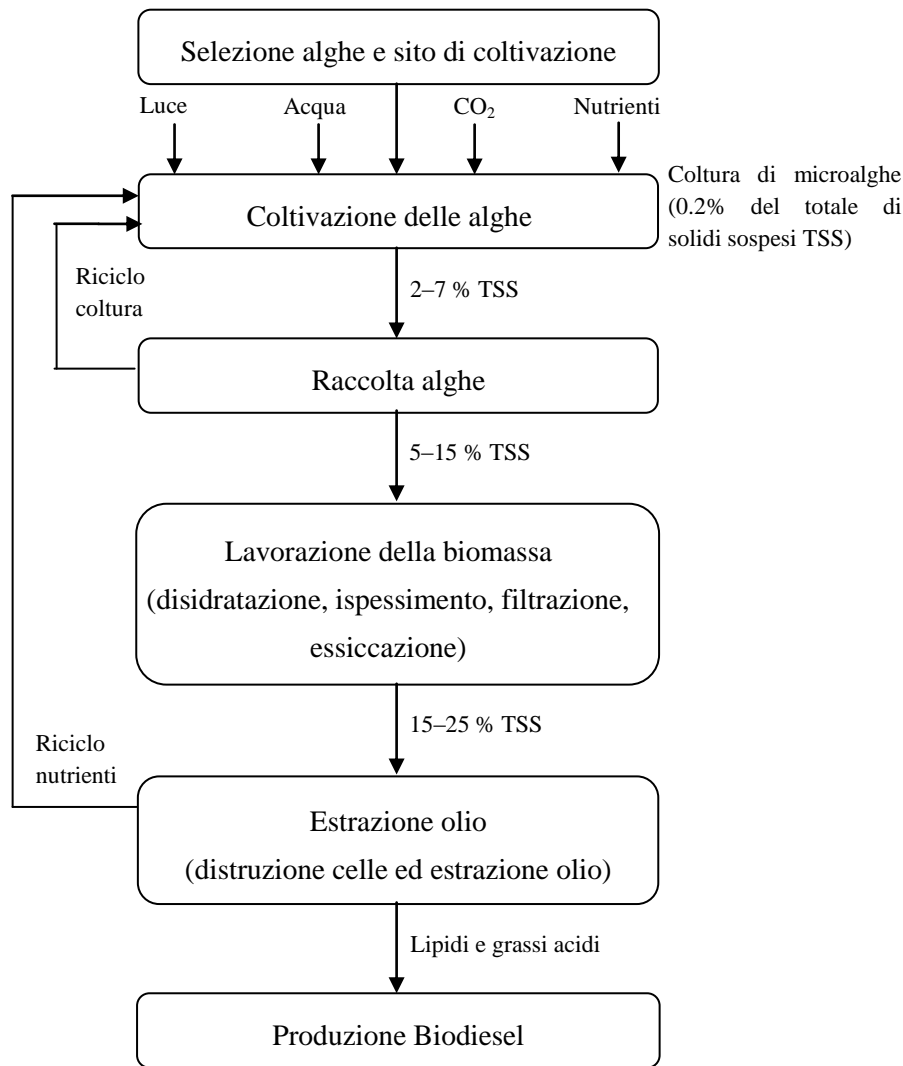 Selezione alghe e sito di coltivazione
Luce
Acqua
CO₂
Nutrienti
Coltivazione delle alghe
Coltura di microalghe
(0.2% del totale di
solidi sospesi TSS)
Riciclo
coltura
2–7 % TSS
Raccolta alghe
5–15 % TSS
Lavorazione della biomassa
(disidratazione, ispessimento, filtrazione,
essiccazione)
15–25 % TSS
Riciclo
nutrienti
Estrazione olio
(distruzione celle ed estrazione olio)
Lipidi e grassi acidi
Produzione Biodiesel